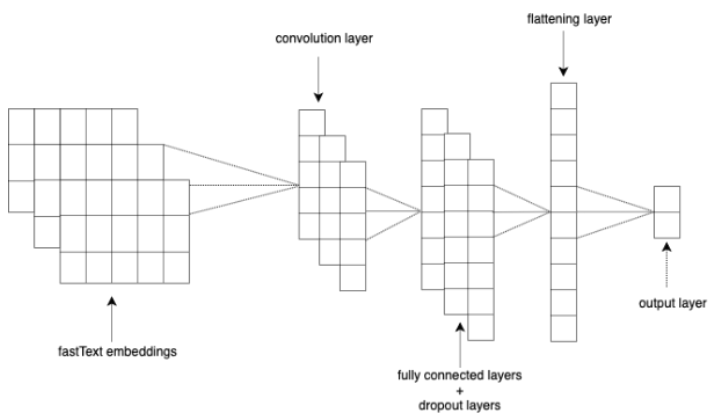 flattening layer
convolution layer
output layer
fastText embeddings
fully connected layers
+
dropout layers